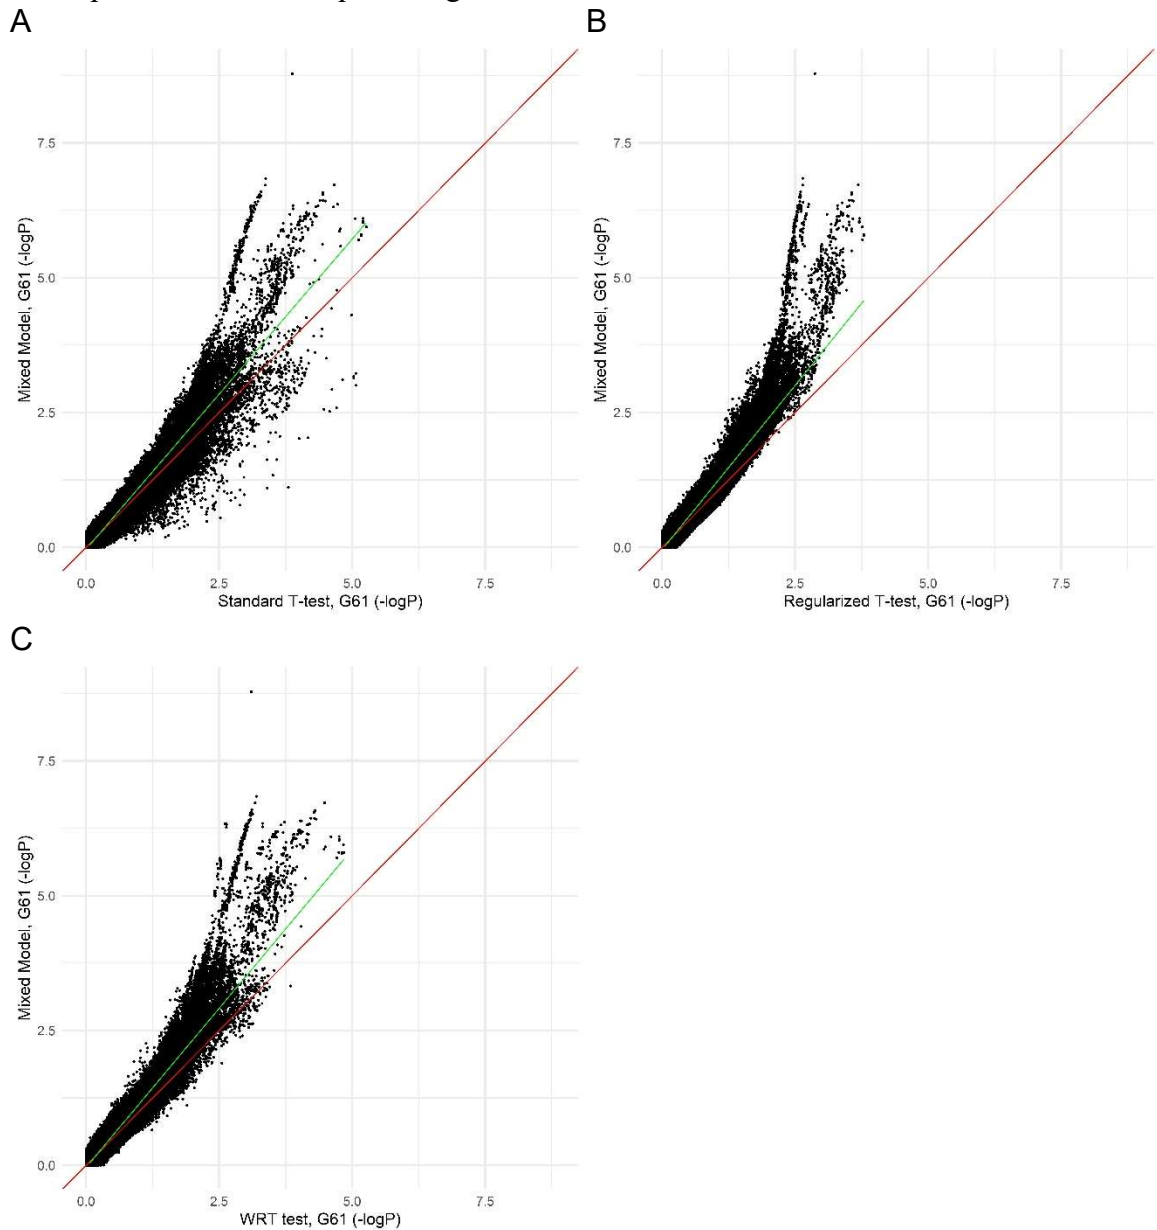 A
B
7.5
5.0
2.5
0.0
Mixed Model, G61 (-logP)
0.0 2.5 5.0 7.5
Standard T-test, G61 (-logP)
7.5
5.0
2.5
0.0
Mixed Model, G61 (-logP)
0.0 2.5 5.0 7.5
Regularized T-test, G61 (-logP)
C
7.5
5.0
2.5
0.0
Mixed Model, G61 (-logP)
0.0 2.5 5.0 7.5
WRT test, G61 (-logP)